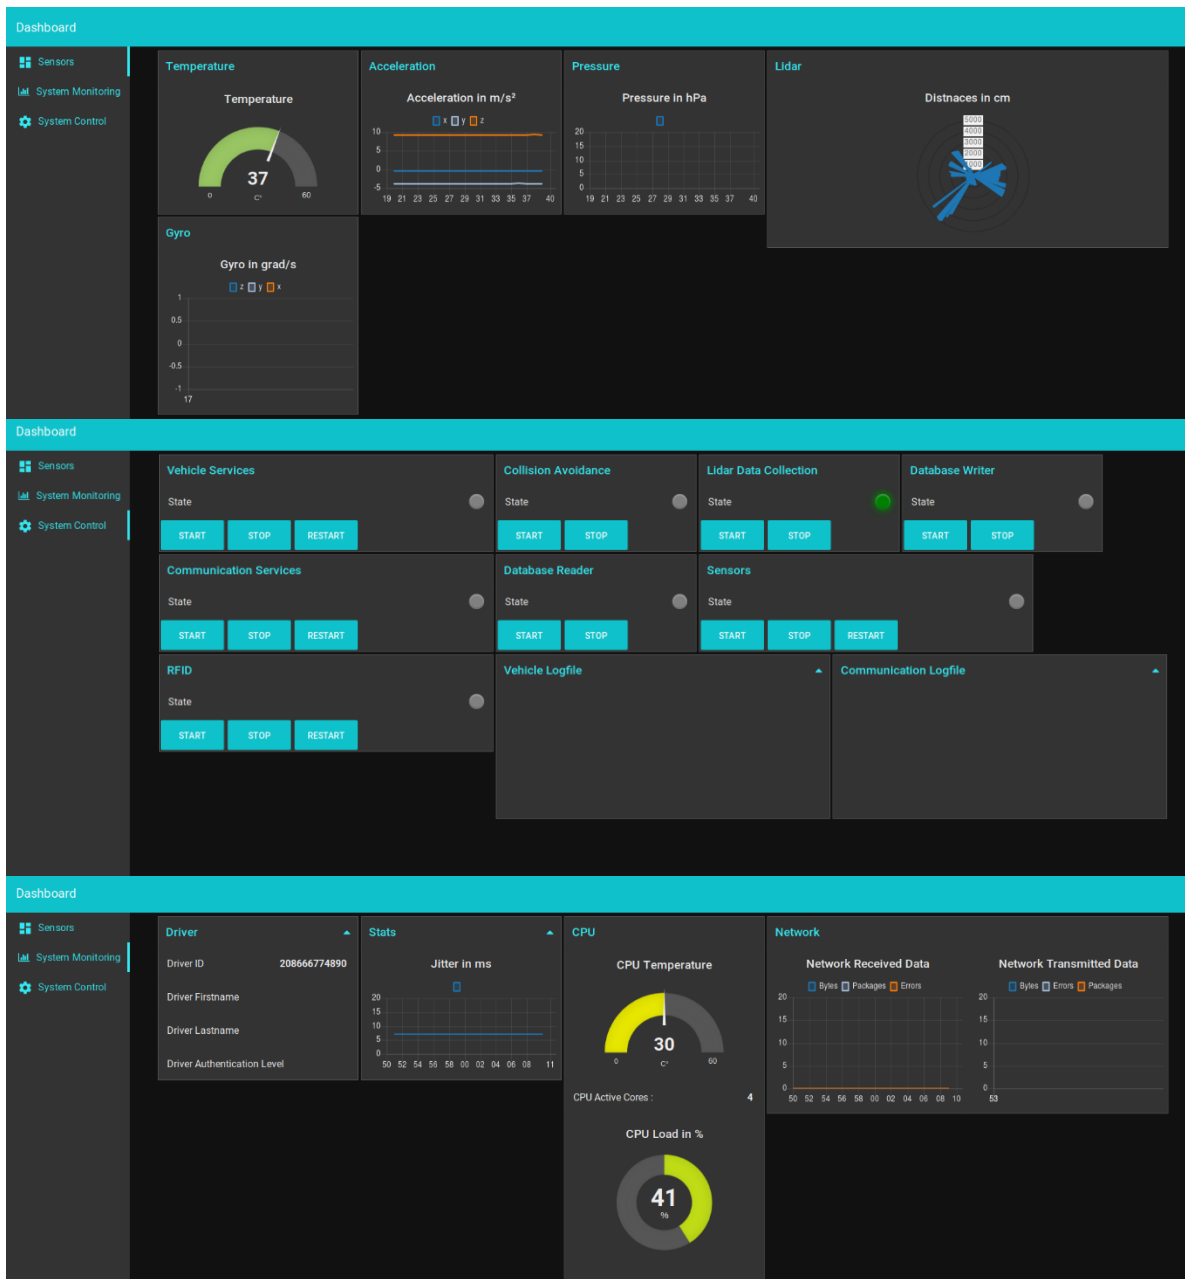 Dashboard
Sensors
System Monitoring
System Control
Temperature
Temperature
37
C°
0
60
Acceleration
Acceleration in m/s²
x y z
10
5
0
-5
19 21 23 25 27 29 31 33 35 37 40
Pressure
Pressure in hPa
20
15
10
5
0
19 21 23 25 27 29 31 33 35 37 40
Lidar
Distnaces in cm
5000
4000
3000
2000
1000
Gyro
Gyro in grad/s
z y x
1
0.5
0
-0.5
-1
17
Dashboard
Sensors
System Monitoring
System Control
Vehicle Services
State
START STOP RESTART
Collision Avoidance
State
START STOP
Lidar Data Collection
State
START STOP
Database Writer
State
START STOP
Communication Services
State
START STOP RESTART
Database Reader
State
START STOP
Sensors
State
START STOP RESTART
RFID
State
START STOP RESTART
Vehicle Logfile
Communication Logfile
Dashboard
Sensors
System Monitoring
System Control
Driver
Driver ID 208666774890
Driver Firstname
Driver Lastname
Driver Authentication Level
Stats
Jitter in ms
20
15
10
5
0
50 52 54 56 58 00 02 04 06 08 11
CPU
CPU Temperature
30
C°
0
60
CPU Active Cores : 4
CPU Load in %
41
%
Network
Network Received Data
Bytes Packages Errors
20
15
10
5
0
50 52 54 56 58 00 02 04 06 08 10
Network Transmitted Data
Bytes Errors Packages
20
15
10
5
0
53